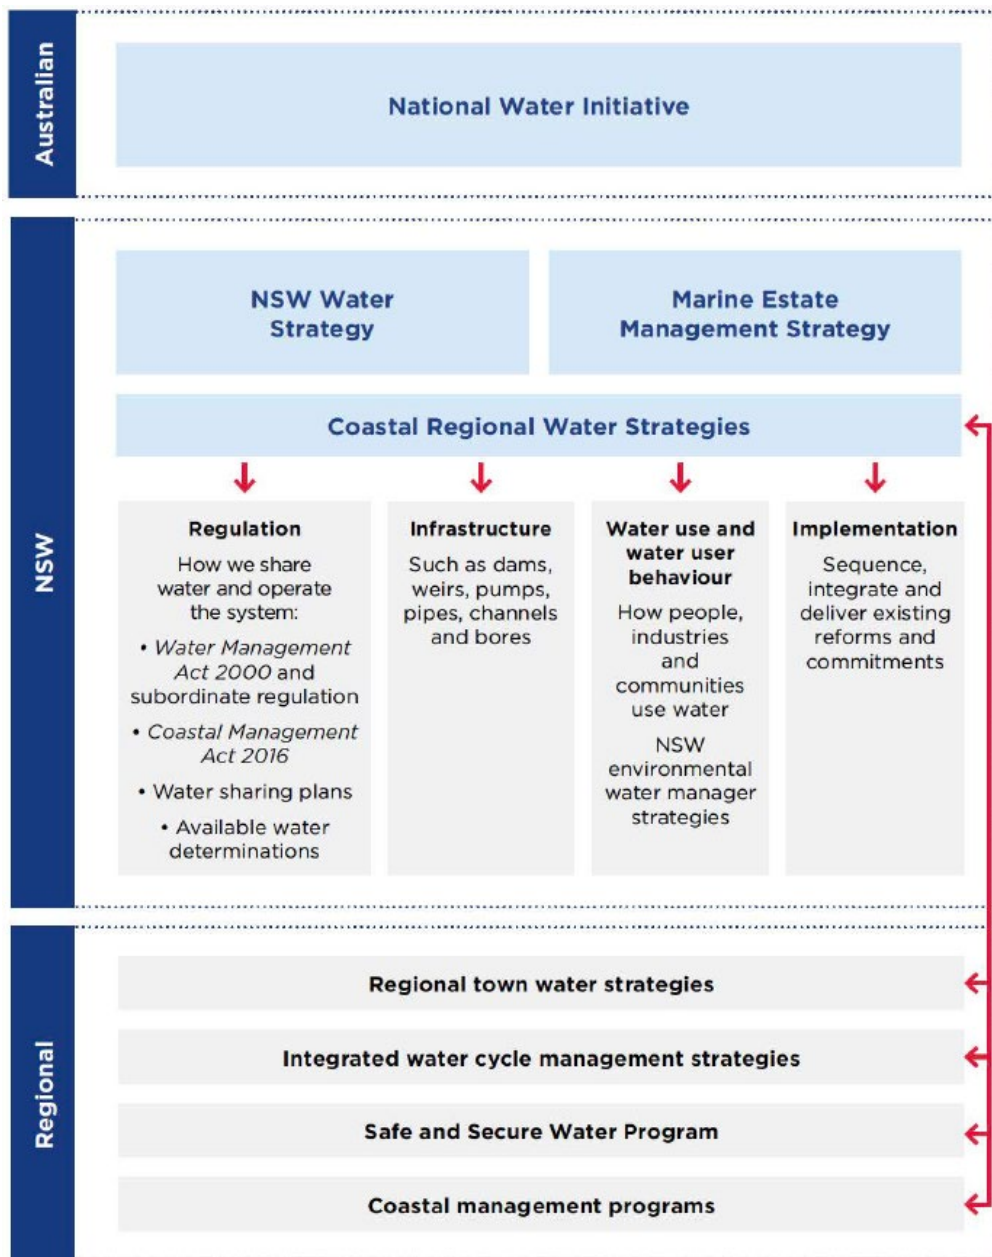 Australian
National Water Initiative
NSW
NSW Water
Strategy
Marine Estate
Management Strategy
Coastal Regional Water Strategies
Regulation
How we share
water and operate
the system:
• Water Management
Act 2000 and
subordinate regulation
• Coastal Management
Act 2016
• Water sharing plans
• Available water
determinations
Infrastructure
Such as dams,
weirs, pumps,
pipes, channels
and bores
Water use and
water user
behaviour
How people,
industries
and
communities
use water
NSW
environmental
water manager
strategies
Implementation
Sequence,
integrate and
deliver existing
reforms and
commitments
Regional
Regional town water strategies
Integrated water cycle management strategies
Safe and Secure Water Program
Coastal management programs